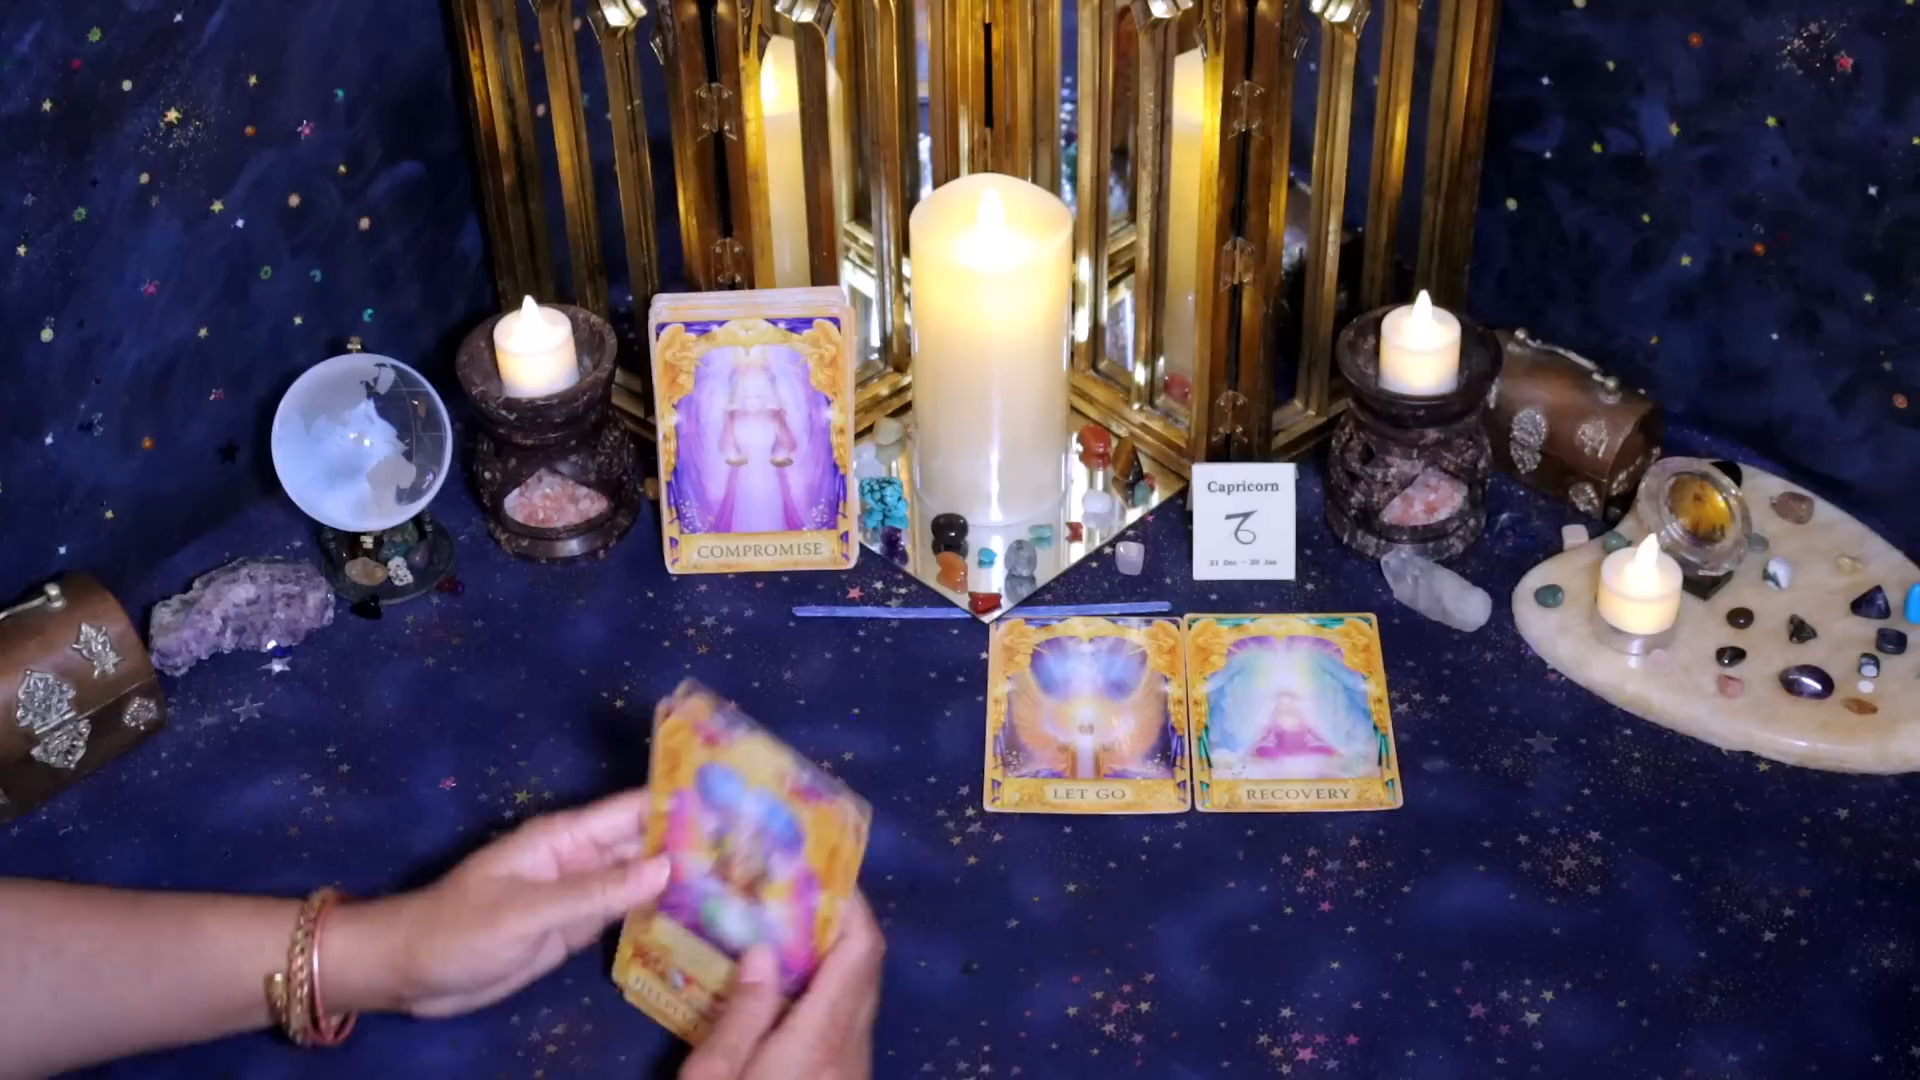 COMPROMISE
Capricorn
21 Dec - 20 Jan
LET GO
RECOVERY